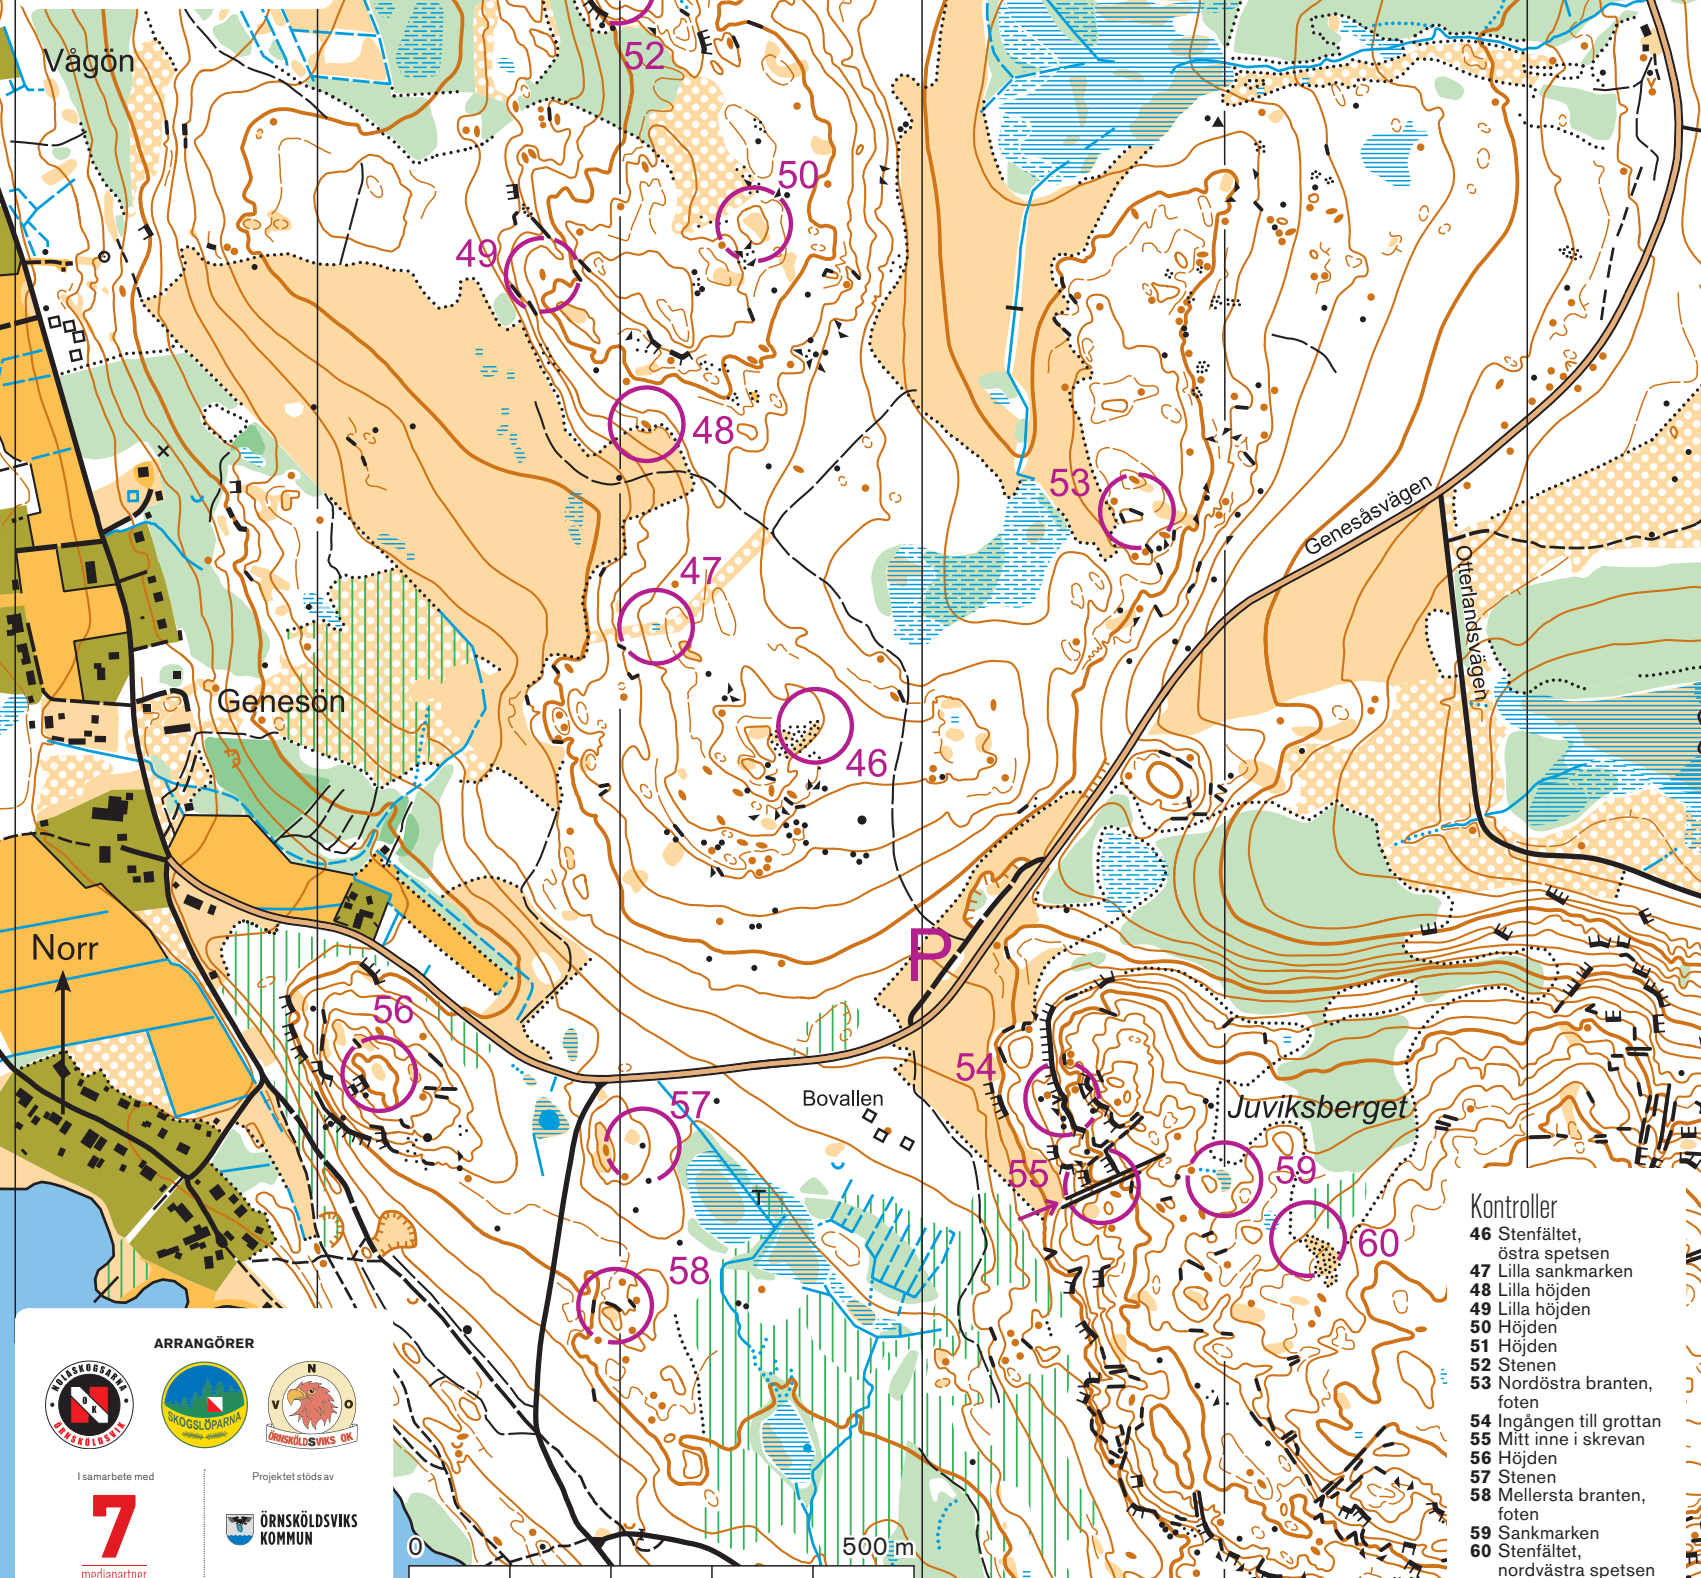 Vågön
52
50
49
48
53
Genesåsvägen
47
Otterlandsvägen
Genesön
46
P
Norr
56
54
57
Bovallen
Juviksberget
55
59
T
60
58
Kontroller
46 Stenfältet,
östra spetsen
47 Lilla sankmarken
48 Lilla höjden
49 Lilla höjden
50 Höjden
51 Höjden
52 Stenen
53 Nordöstra branten,
foten
54 Ingången till grottan
55 Mitt inne i skrevan
56 Höjden
57 Stenen
58 Mellersta branten,
foten
59 Sankmarken
60 Stenfältet,
nordvästra spetsen
ARRANGÖRER
NOLASKOGSARNA
OK
N
ÖRNSKÖLDSVIK
SKOGSLÖPARNA
N
V O
ÖRNSKÖLDSVIKS OK
I samarbete med
Projektet stöds av
7
mediapartner
ÖRNSKÖLDSVIKS
KOMMUN
0 500 m